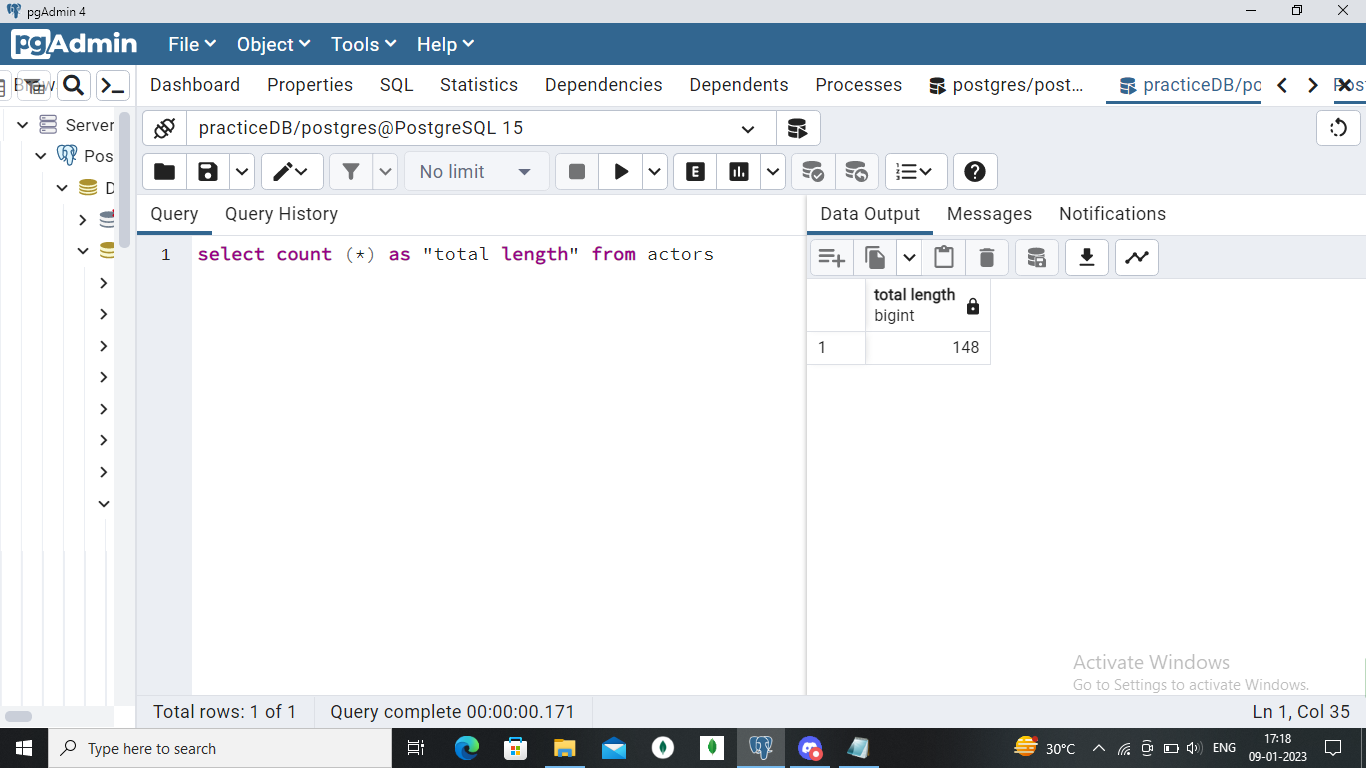 pgAdmin 4
pgAdmin File Object Tools Help
Dashboard Properties SQL Statistics Dependencies Dependents Processes postgres/post... practiceDB/po
Server
practiceDB/postgres@PostgreSQL 15
Pos
No limit
D
Query Query History
Data Output Messages Notifications
1 select count (*) as "total length" from actors
total length
bigint
1 148
Activate Windows
Go to Settings to activate Windows.
Total rows: 1 of 1 Query complete 00:00:00.171 Ln 1, Col 35
Type here to search
30°C ENG 17:18
09-01-2023